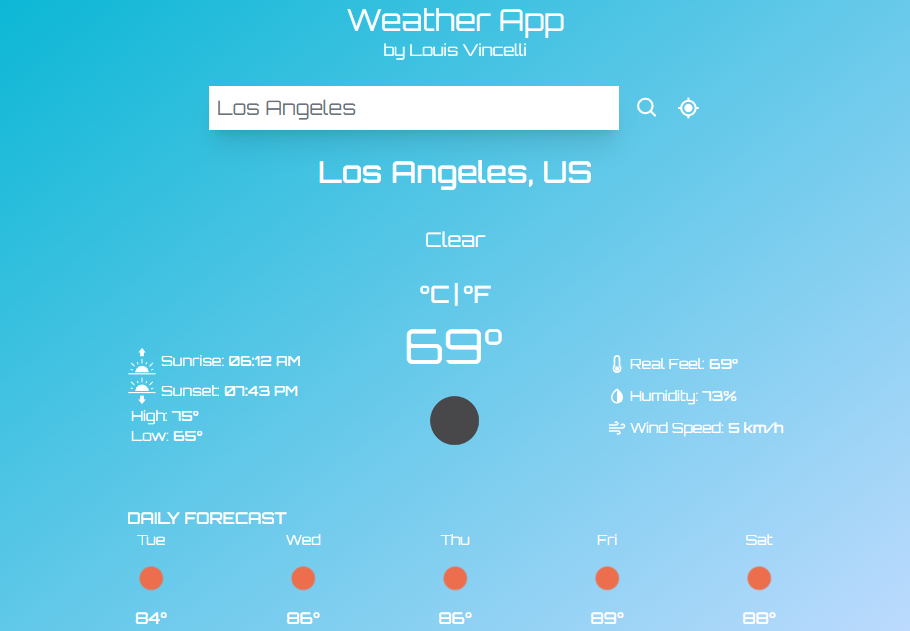 Weather App
by Louis Vincelli
Los Angeles
Los Angeles, US
Clear
°C|°F
69°
Sunrise: 06:12 AM
Sunset: 07:43 PM
High: 75°
Low: 65°
Real Feel: 69°
Humidity: 73%
Wind Speed: 5 km/h
DAILY FORECAST
Tue Wed Thu Fri Sat
84° 86° 86° 89° 88°